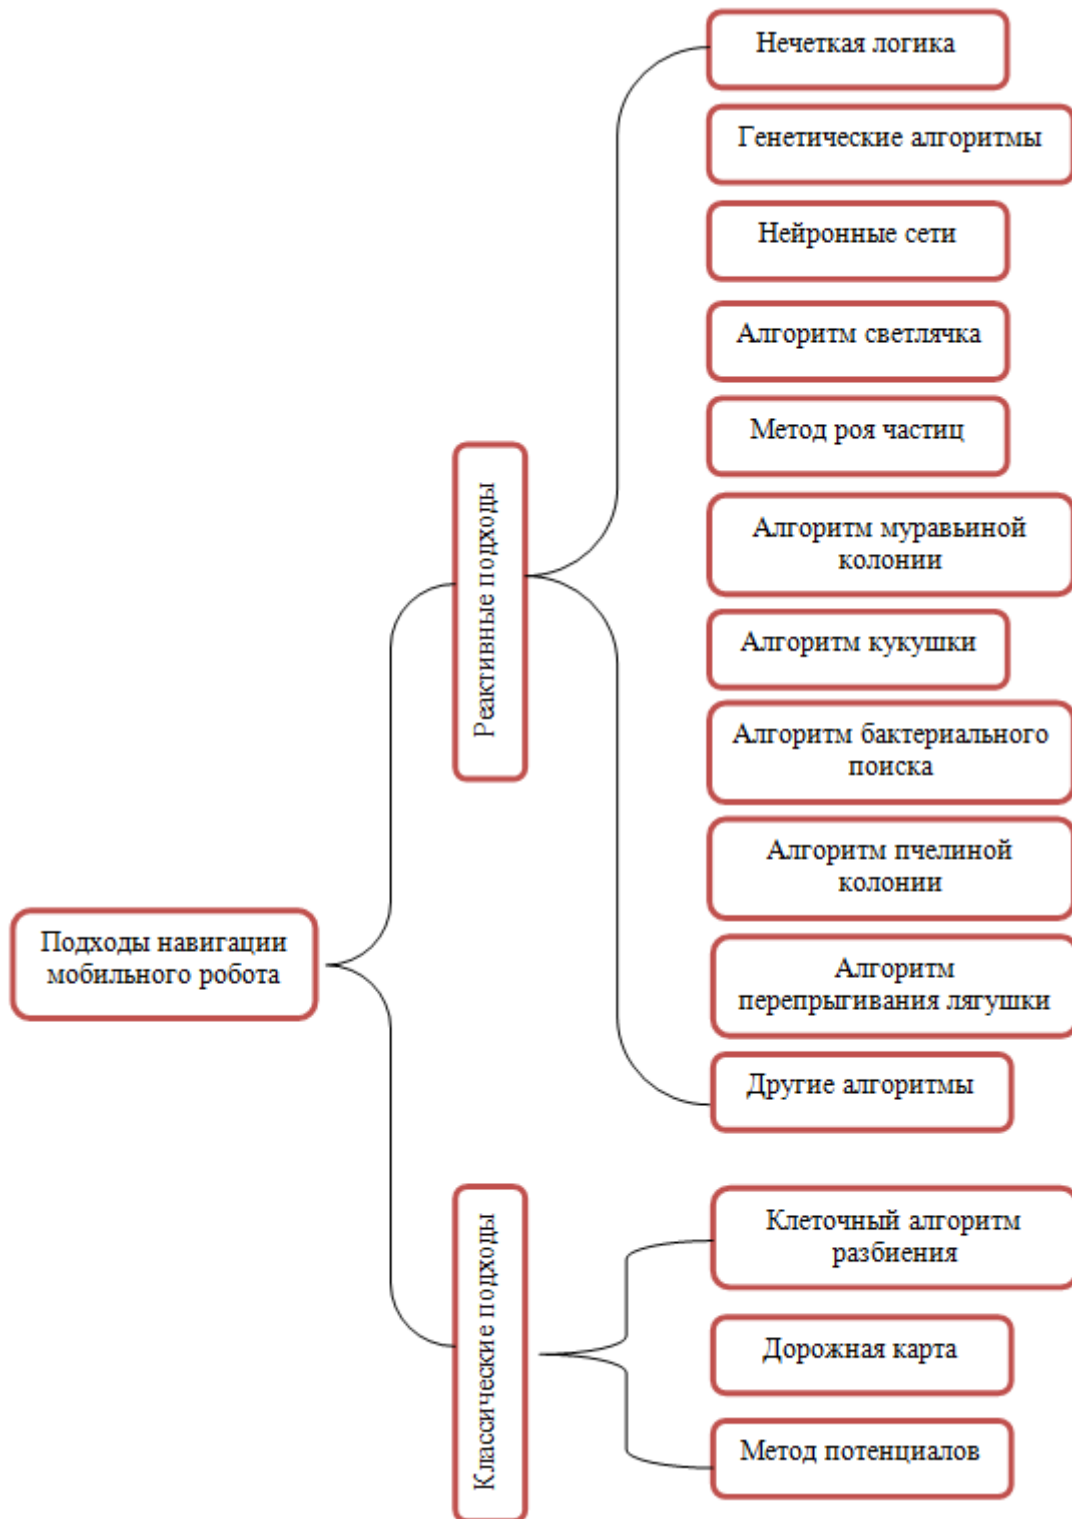 Подходы навигации
мобильного робота
Реактивные подходы
Нечеткая логика
Генетические алгоритмы
Нейронные сети
Алгоритм светлячка
Метод роя частиц
Алгоритм муравьиной
колонии
Алгоритм кукушки
Алгоритм бактериального
поиска
Алгоритм пчелиной
колонии
Алгоритм
перепрыгивания лягушки
Другие алгоритмы
Классические подходы
Клеточный алгоритм
разбиения
Дорожная карта
Метод потенциалов